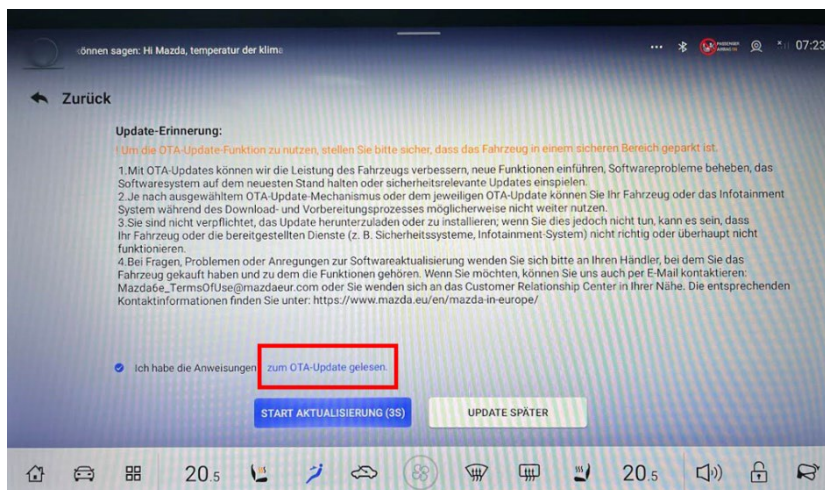 önnen sagen: Hi Mazda, temperatur der klima
PASSENGER
AIRBAG
07:23
Zurück
Update-Erinnerung:
! Um die OTA-Update-Funktion zu nutzen, stellen Sie bitte sicher, dass das Fahrzeug in einem sicheren Bereich geparkt ist.
1.Mit OTA-Updates können wir die Leistung des Fahrzeugs verbessern, neue Funktionen einführen, Softwareprobleme beheben, das
Softwaresystem auf dem neuesten Stand halten oder sicherheitsrelevante Updates einspielen.
2.Je nach ausgewähltem OTA-Update-Mechanismus oder dem jeweiligen OTA-Update können Sie Ihr Fahrzeug oder das Infotainment
System während des Download- und Vorbereitungsprozesses möglicherweise nicht weiter nutzen.
3.Sie sind nicht verpflichtet, das Update herunterzuladen oder zu installieren; wenn Sie dies jedoch nicht tun, kann es sein, dass
Ihr Fahrzeug oder die bereitgestellten Dienste (z. B. Sicherheitssysteme, Infotainment-System) nicht richtig oder überhaupt nicht
funktionieren.
4.Bei Fragen, Problemen oder Anregungen zur Softwareaktualisierung wenden Sie sich bitte an Ihren Händler, bei dem Sie das
Fahrzeug gekauft haben und zu dem die Funktionen gehören. Wenn Sie möchten, können Sie uns auch per E-Mail kontaktieren:
Mazda6e_TermsOfUse@mazdaeur.com oder Sie wenden sich an das Customer Relationship Center in Ihrer Nähe. Die entsprechenden
Kontaktinformationen finden Sie unter: https://www.mazda.eu/en/mazda-in-europe/
Ich habe die Anweisungen zum OTA-Update gelesen.
START AKTUALISIERUNG (3S) UPDATE SPÄTER
20.5 20.5